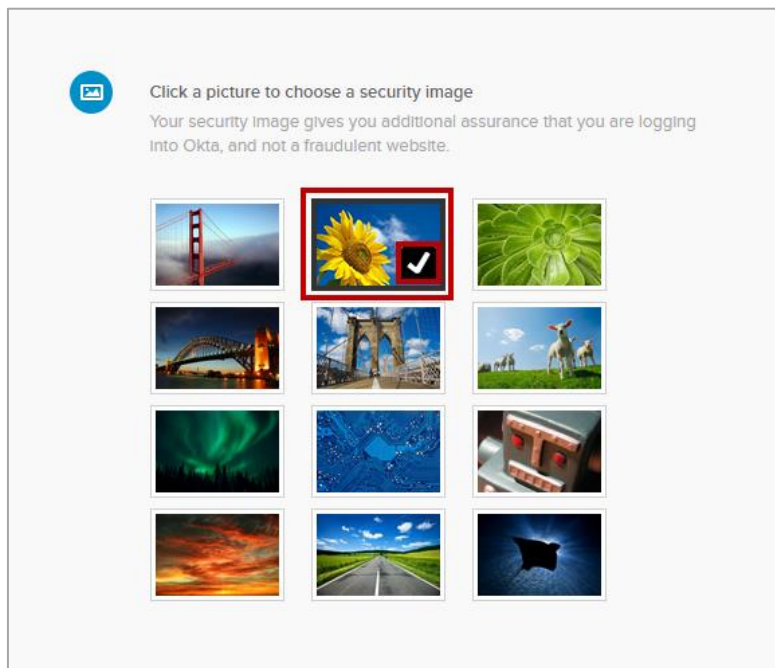 Click a picture to choose a security image
Your security image gives you additional assurance that you are logging
into Okta, and not a fraudulent website.